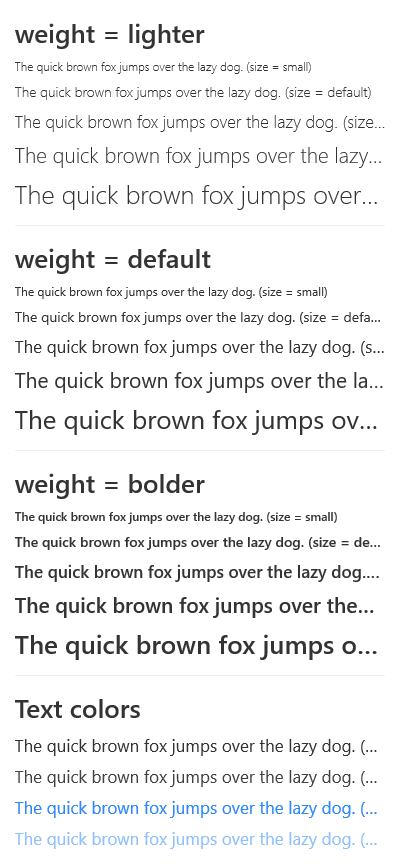 weight = lighter
The quick brown fox jumps over the lazy dog. (size = small)
The quick brown fox jumps over the lazy dog. (size = default)
The quick brown fox jumps over the lazy dog. (size...
The quick brown fox jumps over the lazy...
The quick brown fox jumps over...
weight = default
The quick brown fox jumps over the lazy dog. (size = small)
The quick brown fox jumps over the lazy dog. (size = defa...
The quick brown fox jumps over the lazy dog. (s...
The quick brown fox jumps over the la...
The quick brown fox jumps ov...
weight = bolder
The quick brown fox jumps over the lazy dog. (size = small)
The quick brown fox jumps over the lazy dog. (size = de...
The quick brown fox jumps over the lazy dog....
The quick brown fox jumps over the...
The quick brown fox jumps o...
Text colors
The quick brown fox jumps over the lazy dog. (...
The quick brown fox jumps over the lazy dog. (...
The quick brown fox jumps over the lazy dog. (...
The quick brown fox jumps over the lazy dog. (...